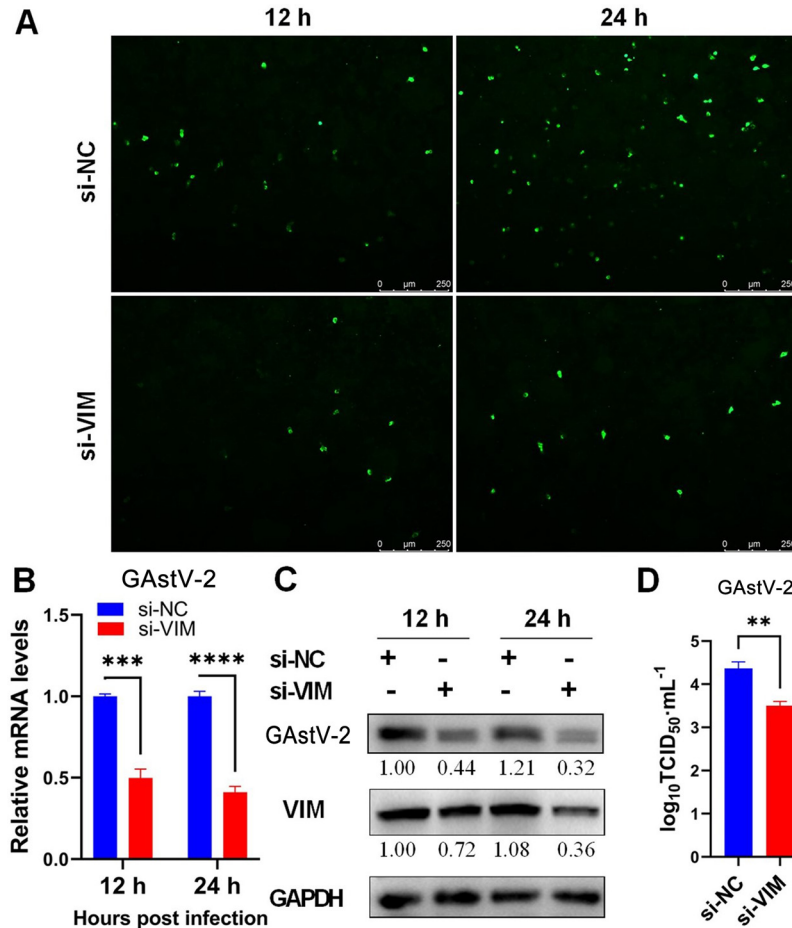 A
12 h
24 h
si-NC
0 µm 250
0 µm 250
si-VIM
0 µm 250
0 µm 250
B
GAstV-2
si-NC
si-VIM
Relative mRNA levels
1.5
1.0
0.5
0.0
***
****
12 h
24 h
Hours post infection
C
12 h
24 h
si-NC + - + -
si-VIM - + - +
GAstV-2
1.00 0.44 1.21 0.32
VIM
1.00 0.72 1.08 0.36
GAPDH
D
GAstV-2
**
log₁₀TCID₅₀·mL⁻¹
5
4
3
2
1
0
si-NC
si-VIM